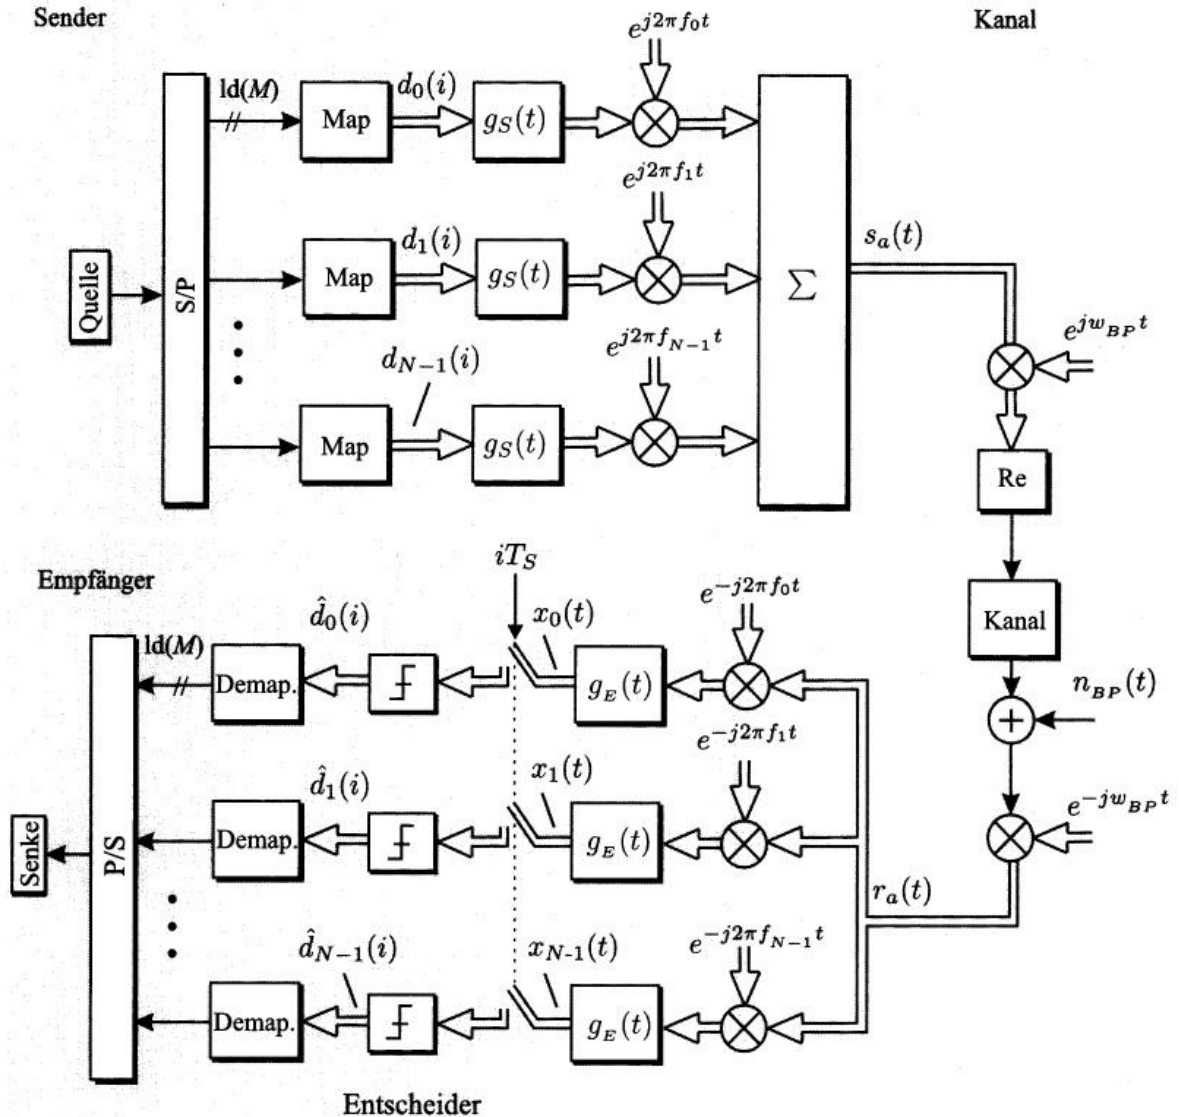 Sender
Kanal
Quelle
S/P
ld(M)
Map
d_0(i)
g_S(t)
e^{j2πf_0t}
Map
d_1(i)
g_S(t)
e^{j2πf_1t}
Map
d_{N−1}(i)
g_S(t)
e^{j2πf_{N−1}t}
Σ
s_a(t)
e^{jw_{BP}t}
Re
Kanal
n_{BP}(t)
+
e^{−jw_{BP}t}
r_a(t)
Empfänger
iT_S
e^{−j2πf_0t}
g_E(t)
x_0(t)
d̂_0(i)
Demap.
ld(M)
e^{−j2πf_1t}
g_E(t)
x_1(t)
d̂_1(i)
Demap.
e^{−j2πf_{N−1}t}
g_E(t)
x_{N-1}(t)
d̂_{N−1}(i)
Demap.
P/S
Senke
Entscheider